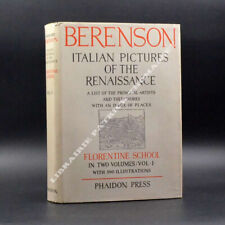 BERENSON
ITALIAN PICTURES
OF THE
RENAISSANCE
A LIST OF THE PRINCIPAL ARTISTS
AND THEIR WORKS
WITH AN INDEX OF PLACES
FLORENTINE SCHOOL
IN TWO VOLUMES · VOL · I
WITH 590 ILLUSTRATIONS
PHAIDON PRESS